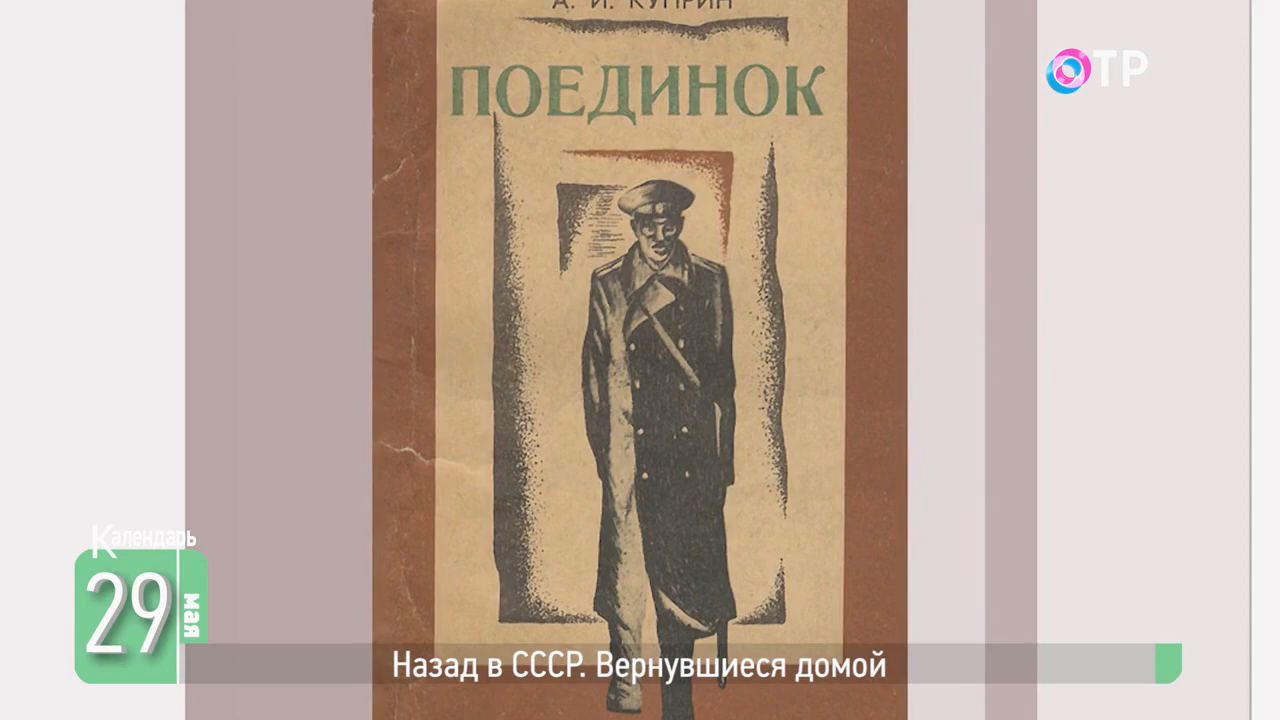 А. И. КУПРИН
ПОЕДИНОК
ОТР
Календарь
29
мая
Назад в СССР. Вернувшиеся домой